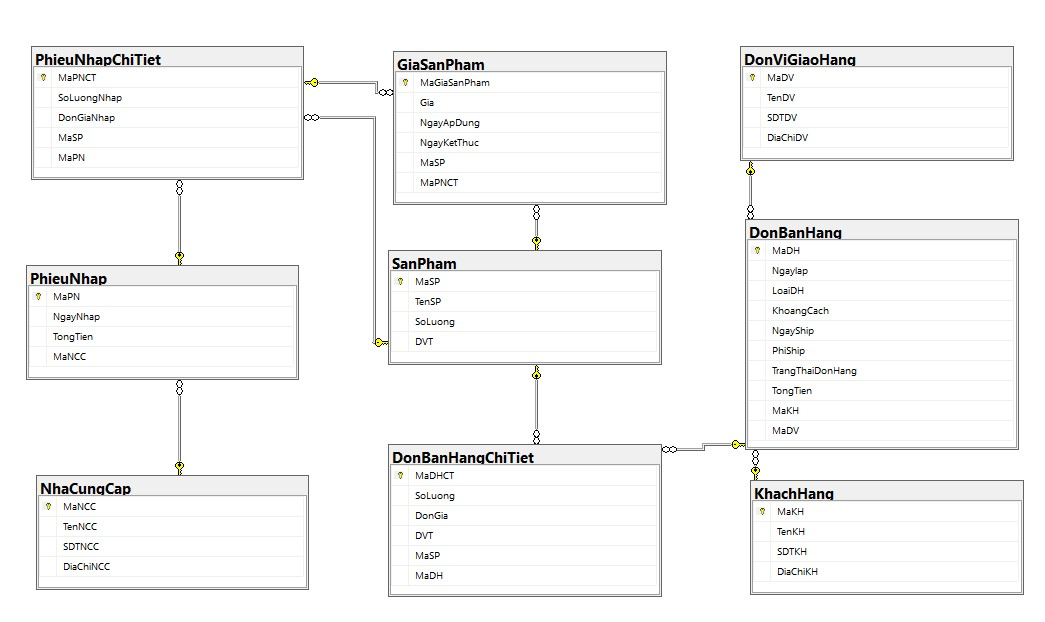 PhieuNhapChiTiet
MaPNCT
SoLuongNhap
DonGiaNhap
MaSP
MaPN
GiaSanPham
MaGiaSanPham
Gia
NgayApDung
NgayKetThuc
MaSP
MaPNCT
DonViGiaoHang
MaDV
TenDV
SDTDV
DiaChiDV
PhieuNhap
MaPN
NgayNhap
TongTien
MaNCC
SanPham
MaSP
TenSP
SoLuong
DVT
DonBanHang
MaDH
Ngaylap
LoaiDH
KhoangCach
NgayShip
PhiShip
TrangThaiDonHang
TongTien
MaKH
MaDV
NhaCungCap
MaNCC
TenNCC
SDTNCC
DiaChiNCC
DonBanHangChiTiet
MaDHCT
SoLuong
DonGia
DVT
MaSP
MaDH
KhachHang
MaKH
TenKH
SDTKH
DiaChiKH